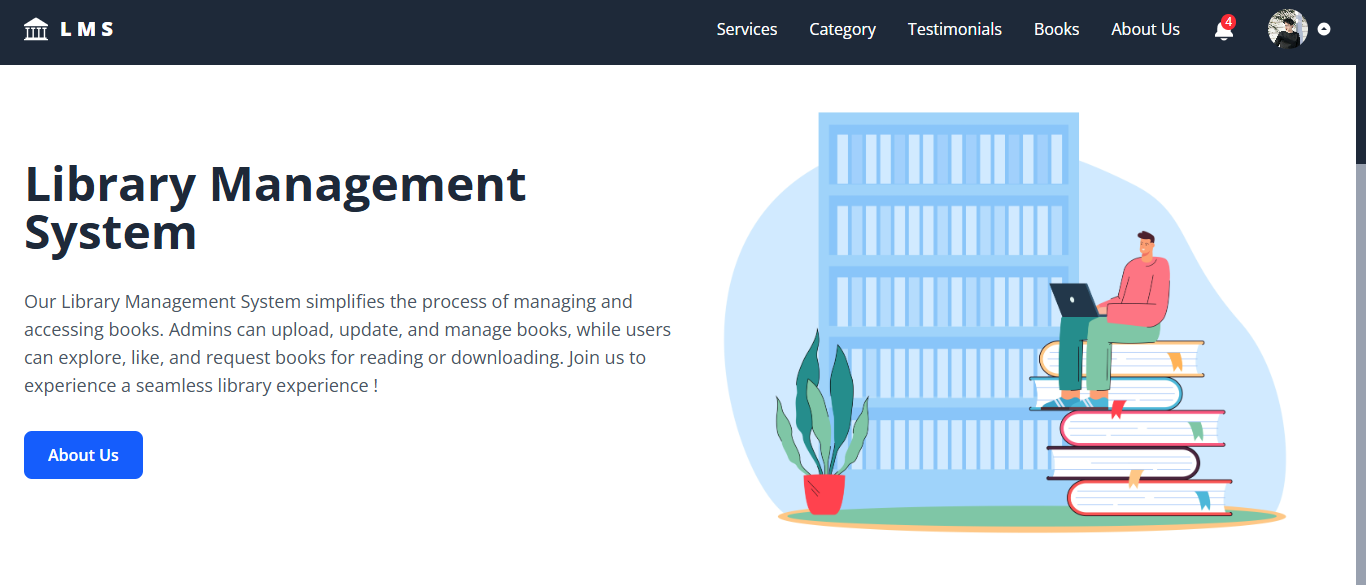 LMS
Services
Category
Testimonials
Books
About Us
4
Library Management
System
Our Library Management System simplifies the process of managing and
accessing books. Admins can upload, update, and manage books, while users
can explore, like, and request books for reading or downloading. Join us to
experience a seamless library experience !
About Us